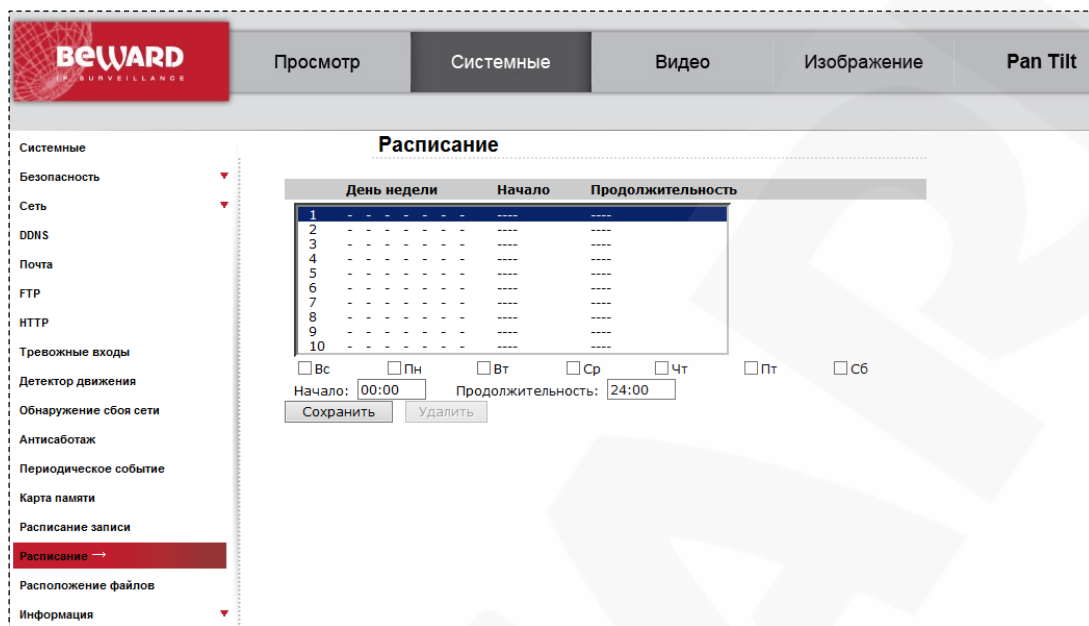 BEWARD
IP SURVEILLANCE
Просмотр Системные Видео Изображение Pan Tilt
Системные
Безопасность
Сеть
DDNS
Почта
FTP
HTTP
Тревожные входы
Детектор движения
Обнаружение сбоя сети
Антисаботаж
Периодическое событие
Карта памяти
Расписание записи
Расписание →
Расположение файлов
Информация
Расписание
День недели Начало Продолжительность
1 - - - - - - - ---- ----
2 - - - - - - - ---- ----
3 - - - - - - - ---- ----
4 - - - - - - - ---- ----
5 - - - - - - - ---- ----
6 - - - - - - - ---- ----
7 - - - - - - - ---- ----
8 - - - - - - - ---- ----
9 - - - - - - - ---- ----
10 - - - - - - - ---- ----
Вс Пн Вт Ср Чт Пт Сб
Начало: 00:00 Продолжительность: 24:00
Сохранить Удалить